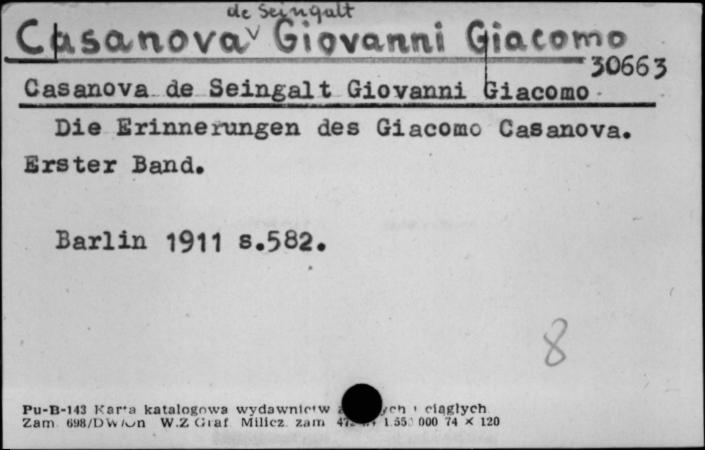 de Seingalt
Casanova ∨ Giovanni Giacomo
30663
Casanova de Seingalt Giovanni Giacomo
Die Erinnerungen des Giacomo Casanova.
Erster Band.
Barlin 1911 s.582.
8
Pu-B-143 Karta katalogowa wydawnictw i ciągłych
Zam. 698/DW/on W.Z Graf Milicz zam 000 74 × 120